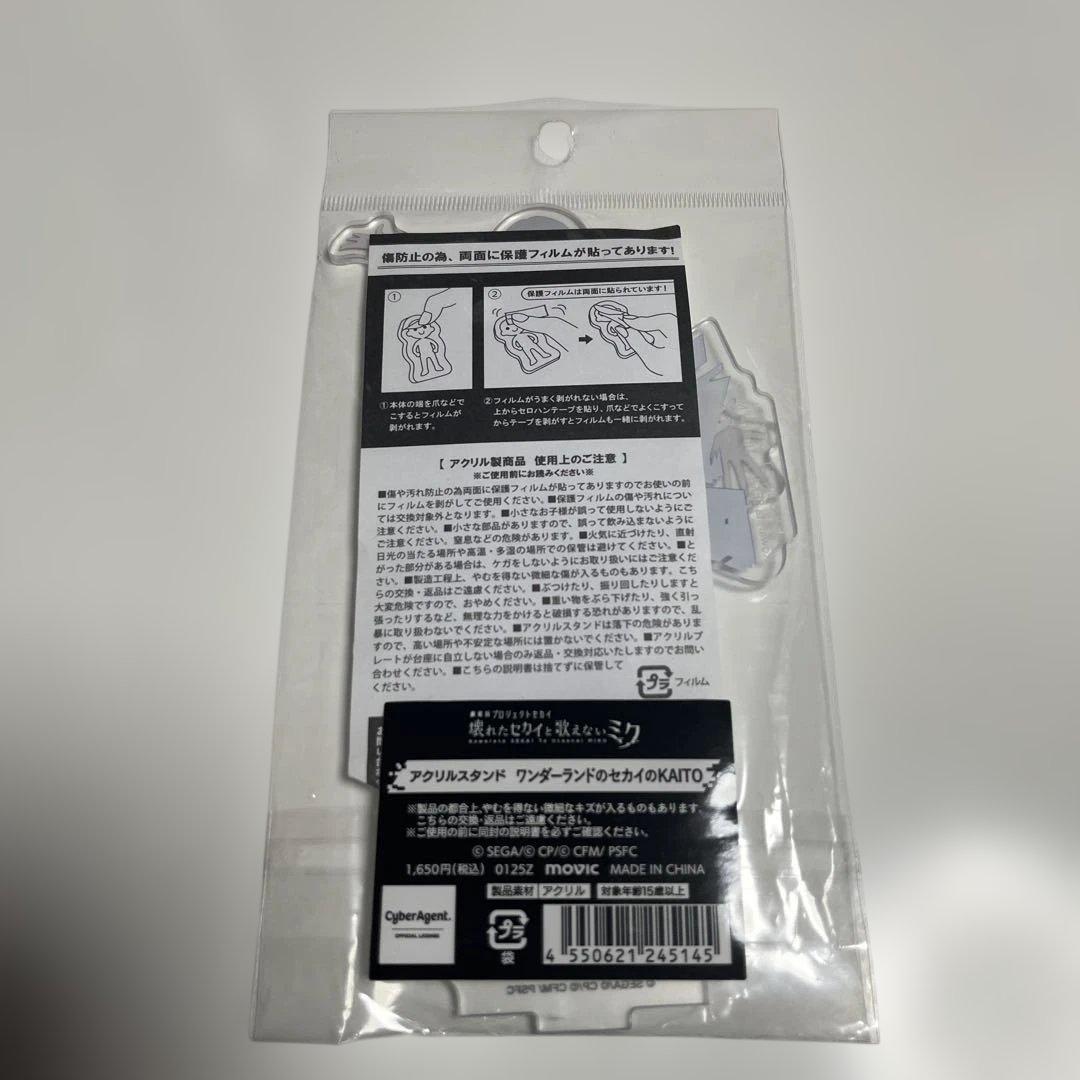 傷防止の為、両面に保護フィルムが貼ってあります!
①
② 保護フィルムは両面に貼られています!
①本体の端を爪などで
こするとフィルムが
剥がれます。
②フィルムがうまく剥がれない場合は、
上からセロハンテープを貼り、爪などでよくこすって
からテープを剥がすとフィルムも一緒に剥がれます。
【 アクリル製商品 使用上のご注意 】
※ご使用前にお読みください※
■傷や汚れ防止の為両面に保護フィルムが貼ってありますのでお使いの前
にフィルムを剥がしてご使用ください。■保護フィルムの傷や汚れについ
ては交換対象外となります。■小さなお子様が誤って使用しないようにご
注意ください。■小さな部品がありますので、誤って飲み込まないように
ご注意ください。窒息などの危険があります。■火気に近づけたり、直射
日光の当たる場所や高温・多湿の場所での保管は避けてください。■と
がった部分がある場合は、ケガをしないようにお取り扱いにはご注意くだ
さい。■製造工程上、やむを得ない微細な傷が入るものもあります。こち
らの交換・返品はご遠慮ください。■ぶつけたり、振り回したりしますと
大変危険ですので、おやめください。■重い物をぶら下げたり、強く引っ
張ったりするなど、無理な力をかけると破損する恐れがありますので、乱
暴に取り扱わないでください。■アクリルスタンドは落下の危険がありま
すので、高い場所や不安定な場所には置かないでください。■アクリルプ
レートが台座に自立しない場合のみ返品・交換対応いたしますのでお問い
合わせください。■こちらの説明書は捨てずに保管して
ください。
プラ フィルム
劇場版プロジェクトセカイ
壊れたセカイと歌えないミク
アクリルスタンド ワンダーランドのセカイのKAITO
※製品の都合上、やむを得ない微細なキズが入るものもあります。
こちらの交換・返品はご遠慮ください。
※ご使用の前に同封の説明書を必ずご確認ください。
© SEGA/© CP/© CFM/ PSFC
1,650円(税込) 0125Z movic MADE IN CHINA
製品素材 アクリル 対象年齢15歳以上
CyberAgent.
OFFICIAL LICENSED
プラ
袋
4 550621 245145
© SEGA/© CP/© CFM/ PSFC